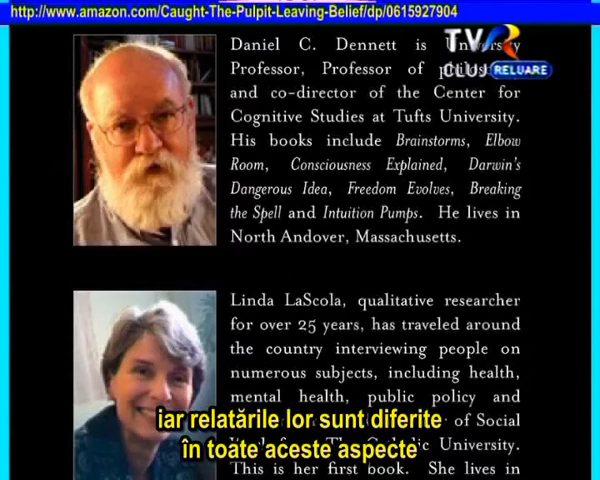 http://www.amazon.com/Caught-The-Pulpit-Leaving-Belief/dp/0615927904
TVR
CLUJ RELUARE
Daniel C. Dennett is University
Professor, Professor of
and co-director of the Center for
Cognitive Studies at Tufts University.
His books include Brainstorms, Elbow
Room, Consciousness Explained, Darwin's
Dangerous Idea, Freedom Evolves, Breaking
the Spell and Intuition Pumps. He lives in
North Andover, Massachusetts.
Linda LaScola, qualitative researcher
for over 25 years, has traveled around
the country interviewing people on
numerous subjects, including health,
mental health, public policy and
of Social
University.
This is her first book. She lives in
iar relatările lor sunt diferite
în toate aceste aspecte